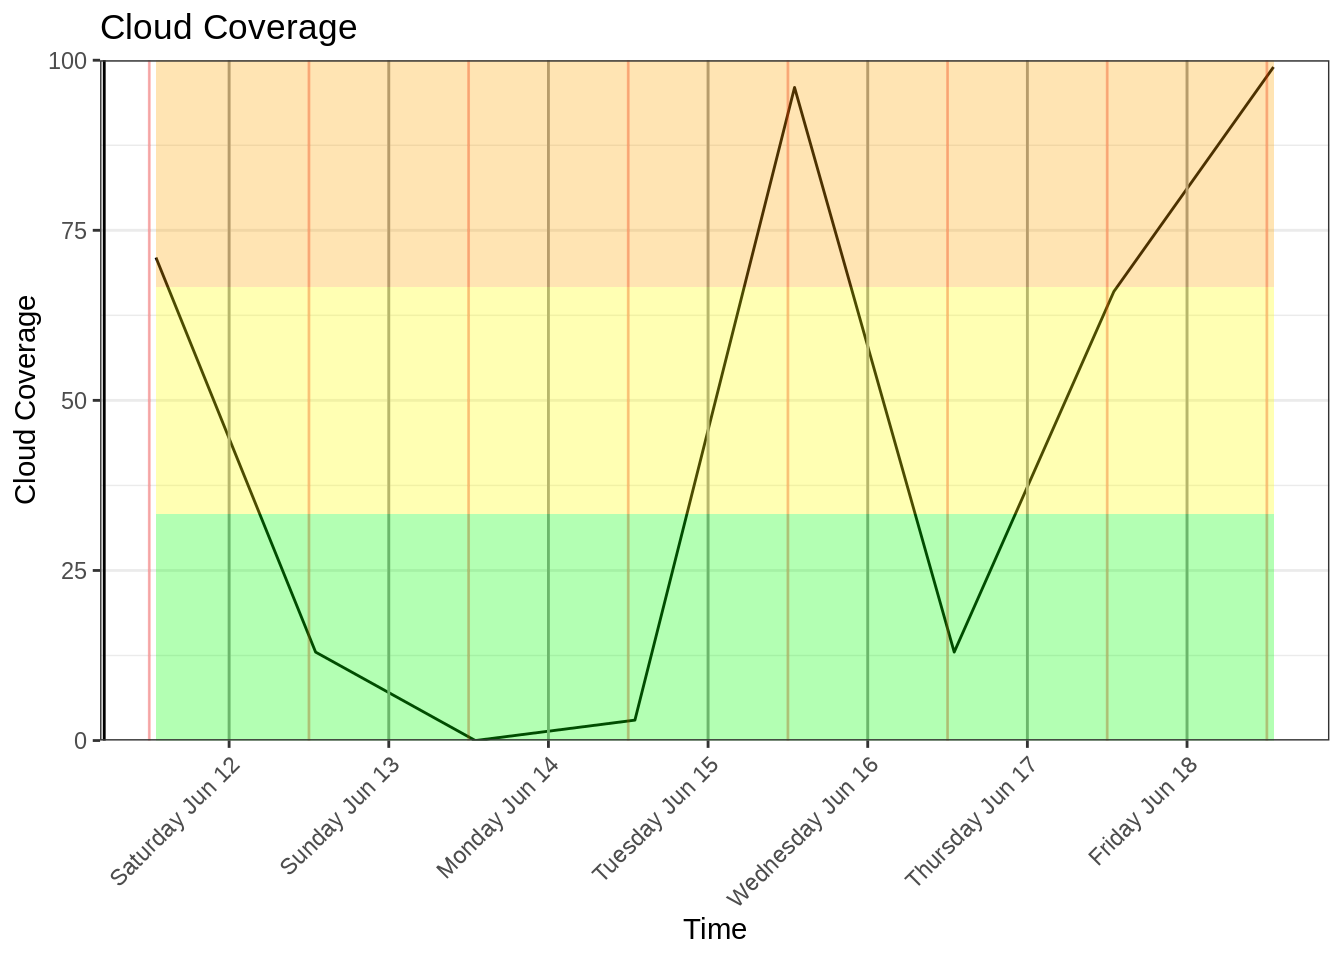 Cloud Coverage
100
75
50
25
0
Cloud Coverage
Saturday Jun 12
Sunday Jun 13
Monday Jun 14
Tuesday Jun 15
Wednesday Jun 16
Thursday Jun 17
Friday Jun 18
Time